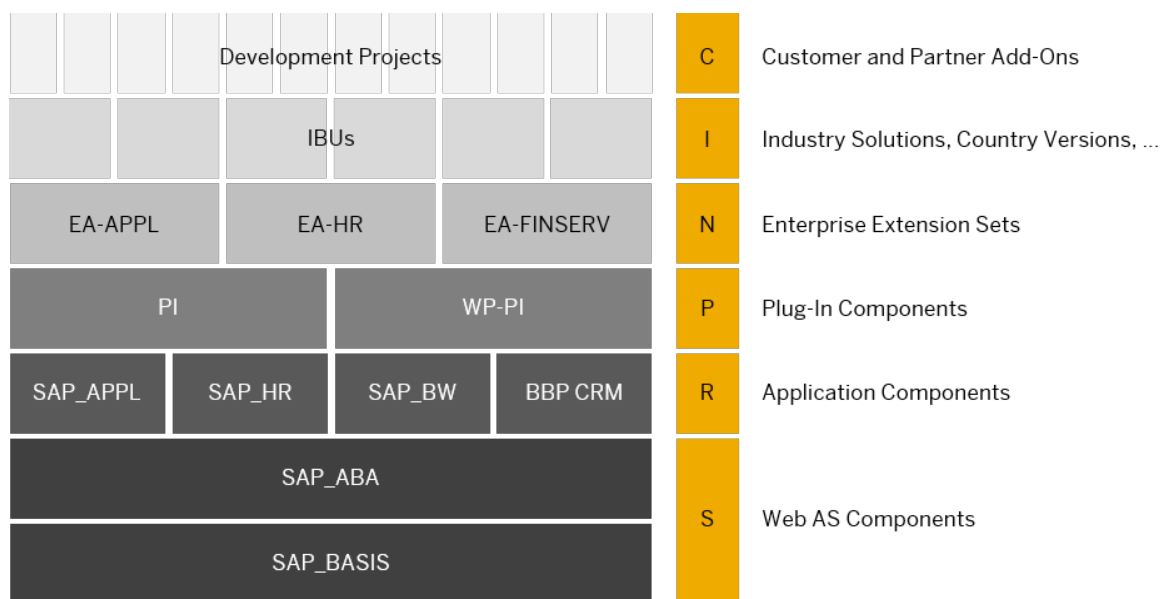 Development Projects C Customer and Partner Add-Ons
IBUs I Industry Solutions, Country Versions, ...
EA-APPL EA-HR EA-FINSERV N Enterprise Extension Sets
PI WP-PI P Plug-In Components
SAP_APPL SAP_HR SAP_BW BBP CRM R Application Components
SAP_ABA
S Web AS Components
SAP_BASIS